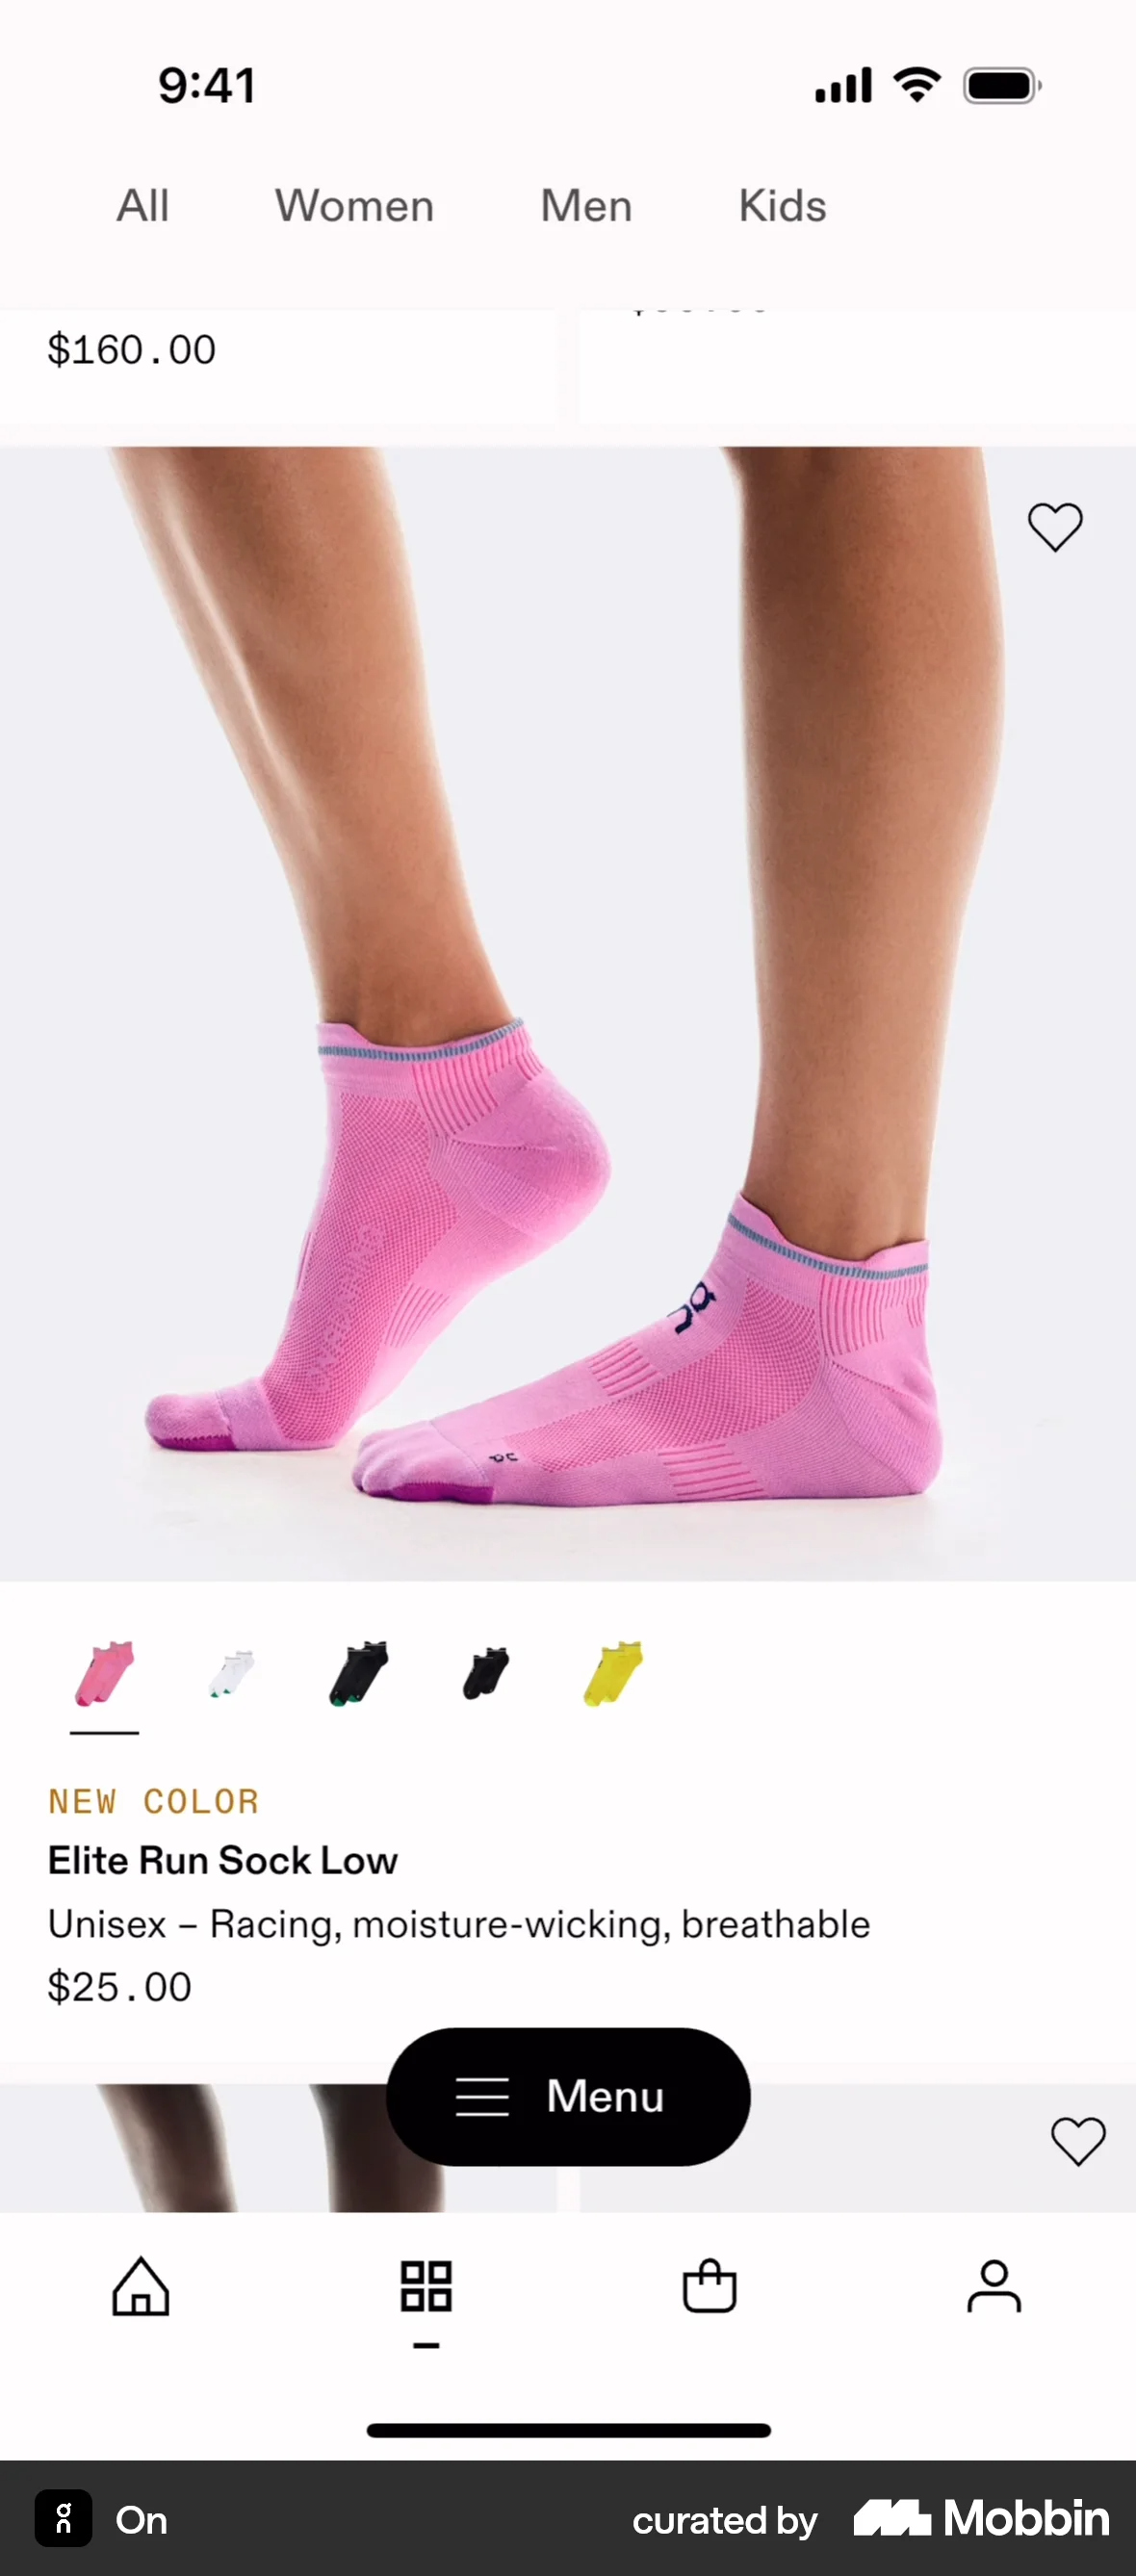 9:41
All Women Men Kids
$160.00
NEW COLOR
Elite Run Sock Low
Unisex – Racing, moisture-wicking, breathable
$25.00
Menu
On
curated by Mobbin